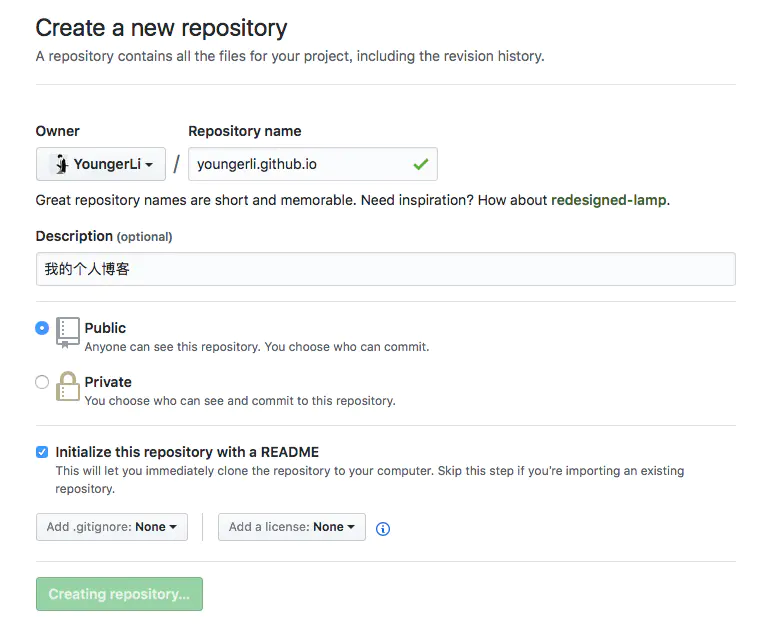 Create a new repository
A repository contains all the files for your project, including the revision history.
Owner
Repository name
YoungerLi
/
youngerli.github.io
Great repository names are short and memorable. Need inspiration? How about redesigned-lamp.
Description (optional)
我的个人博客
Public
Anyone can see this repository. You choose who can commit.
Private
You choose who can see and commit to this repository.
Initialize this repository with a README
This will let you immediately clone the repository to your computer. Skip this step if you’re importing an existing
repository.
Add .gitignore: None
Add a license: None
Creating repository...